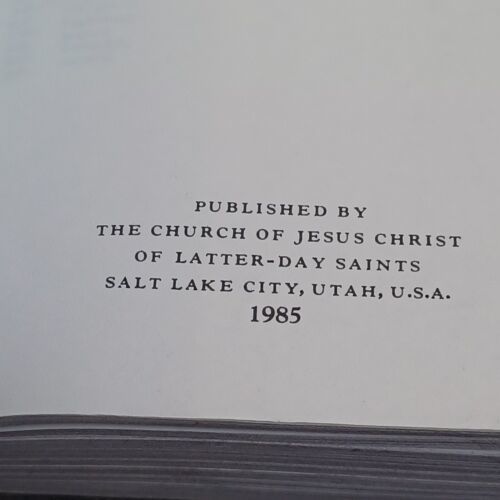 PUBLISHED BY
THE CHURCH OF JESUS CHRIST
OF LATTER-DAY SAINTS
SALT LAKE CITY, UTAH, U.S.A.
1985